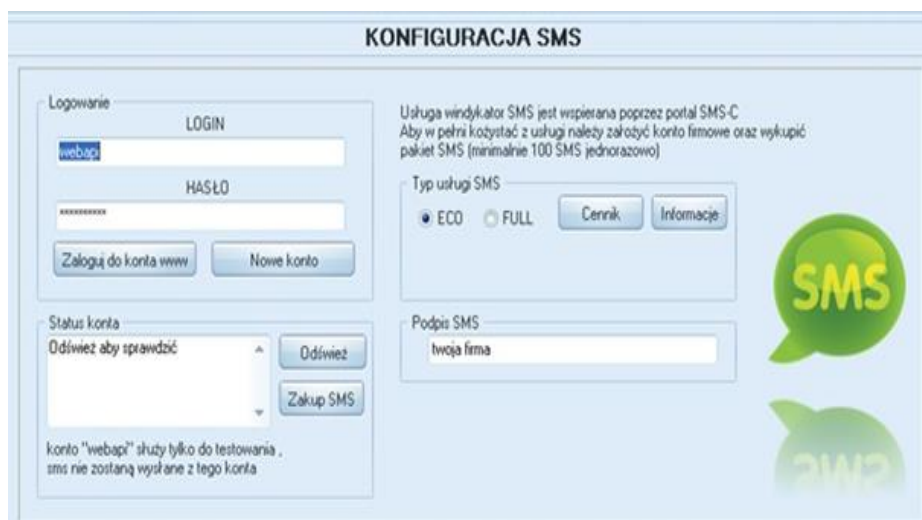 KONFIGURACJA SMS
Logowanie
LOGIN
webapi
HASŁO
**********
Zaloguj do konta www
Nowe konto
Usługa windykator SMS jest wspierana poprzez portal SMS-C
Aby w pełni kożystać z usługi należy założyć konto firmowe oraz wykupić
pakiet SMS (minimalnie 100 SMS jednorazowo)
Typ usługi SMS
ECO
FULL
Cennik
Informacje
SMS
Status konta
Odśwież aby sprawdzić
Odśwież
Zakup SMS
konto "webapi" służy tylko do testowania ,
sms nie zostaną wysłane z tego konta
Podpis SMS
twoja firma